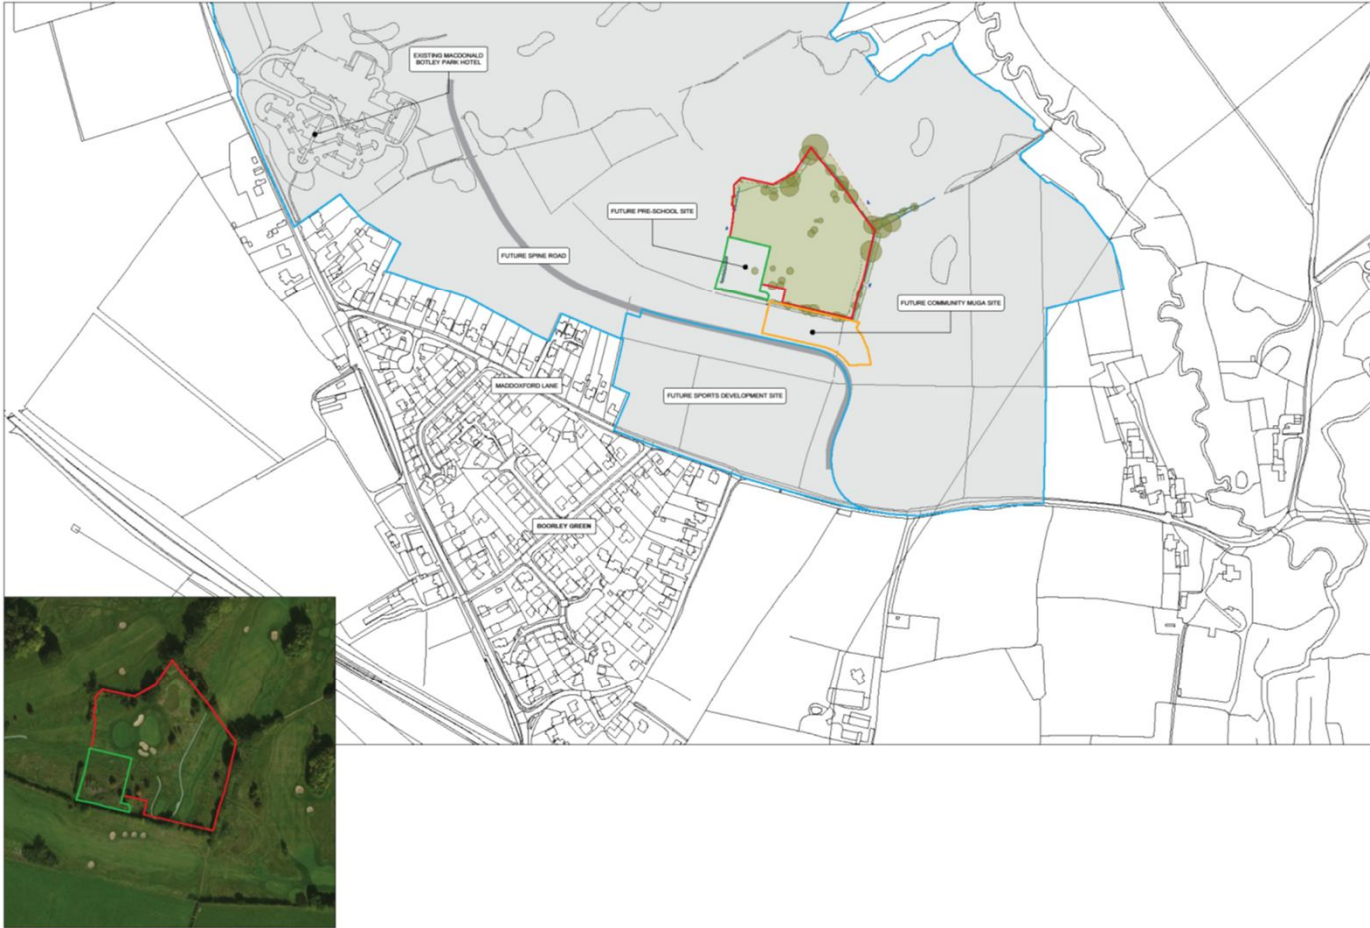 EXISTING MACDONALD
BOTLEY PARK HOTEL
FUTURE PRE-SCHOOL SITE
FUTURE SPINE ROAD
FUTURE COMMUNITY MUGA SITE
MADDOXFORD LANE
FUTURE SPORTS DEVELOPMENT SITE
BOORLEY GREEN